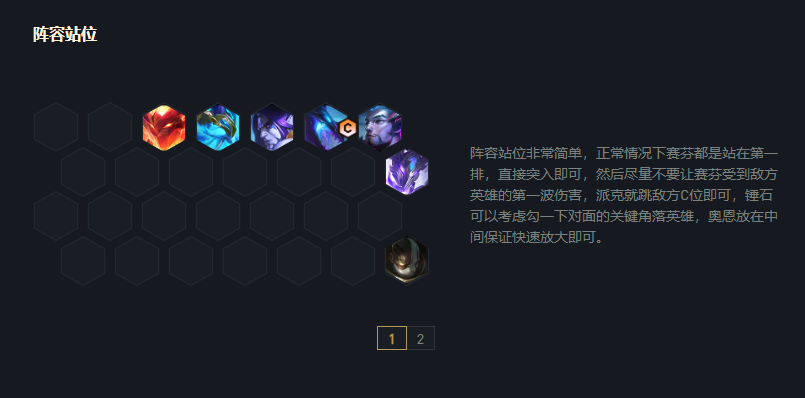 阵容站位
C
阵容站位非常简单，正常情况下赛芬都是站在第一
排，直接突入即可，然后尽量不要让赛芬受到敌方
英雄的第一波伤害，派克就跳敌方C位即可，锤石
可以考虑勾一下对面的关键角落英雄，奥恩放在中
间保证快速放大即可。
1 2